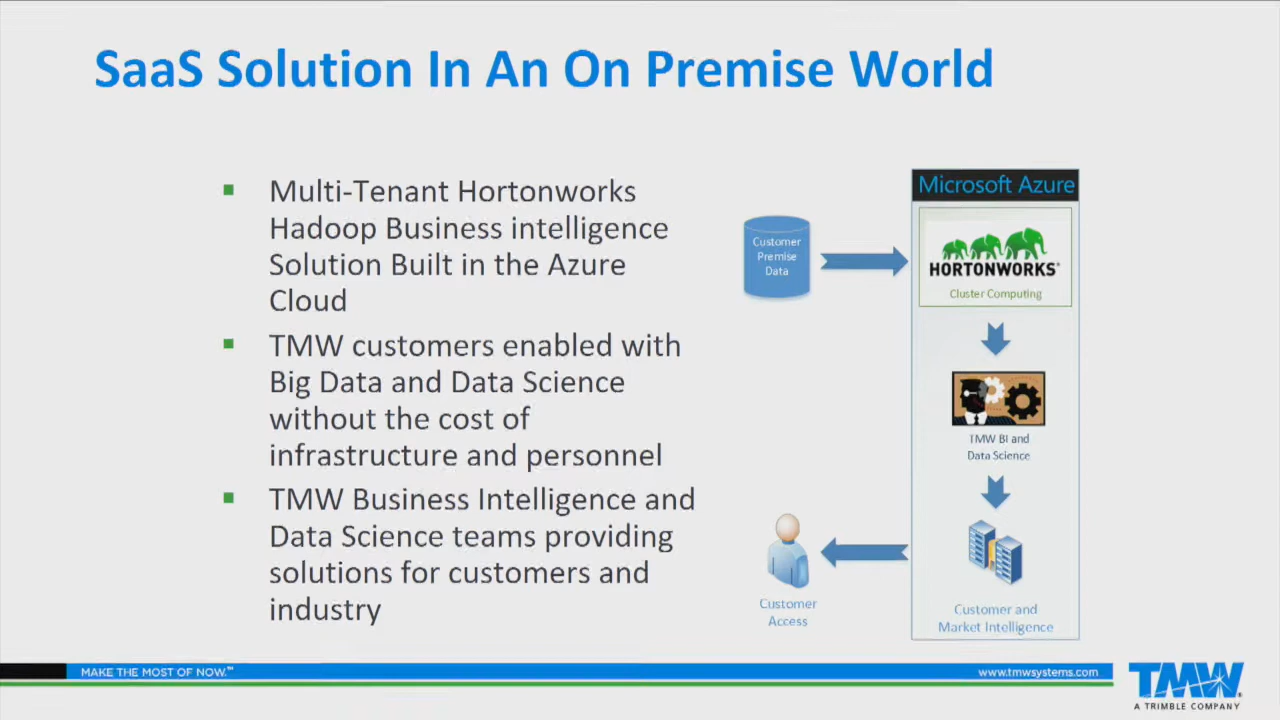 SaaS Solution In An On Premise World
Multi-Tenant Hortonworks
Hadoop Business intelligence
Solution Built in the Azure
Cloud
TMW customers enabled with
Big Data and Data Science
without the cost of
infrastructure and personnel
TMW Business Intelligence and
Data Science teams providing
solutions for customers and
industry
Customer
Premise
Data
Microsoft Azure
HORTONWORKS®
Cluster Computing
TMW BI and
Data Science
Customer and
Market Intelligence
Customer
Access
MAKE THE MOST OF NOW.™
www.tmwsystems.com
TMW
A TRIMBLE COMPANY